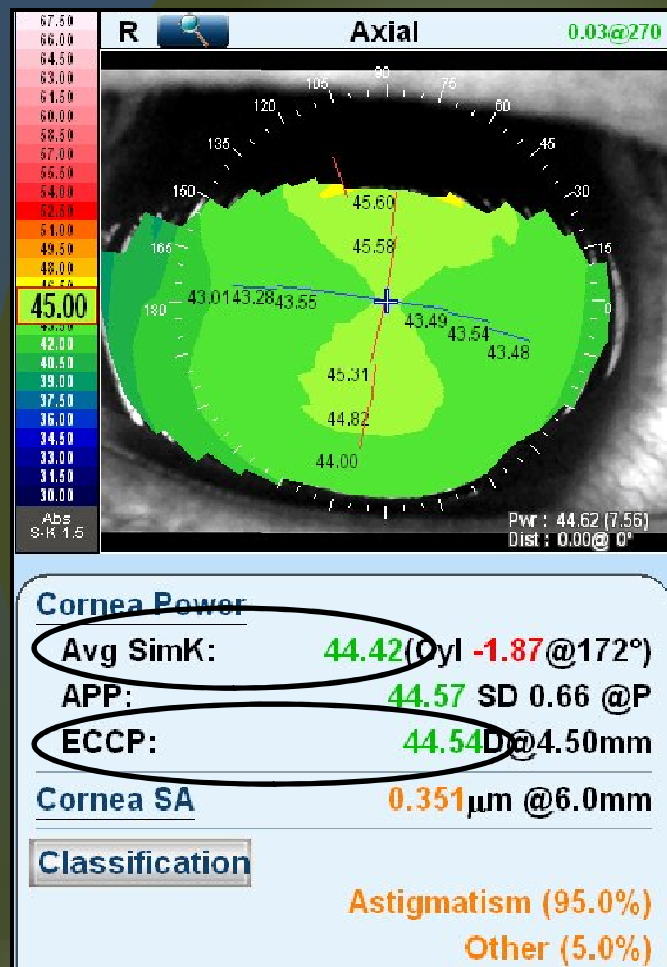 R Axial 0.03@270
67.50
66.00
64.50
63.00
61.50
60.00
58.50
57.00
55.50
54.00
52.50
51.00
49.50
48.00
45.00
42.00
40.50
39.00
37.50
36.00
34.50
33.00
31.50
30.00
Abs
S-K 1.5
90
105 75
120 60
135 45
150 30
165 15
180 0
45.60
45.58
43.01 43.28 43.55
43.49 43.54 43.48
45.31
44.82
44.00
Pwr : 44.62 (7.56)
Dist : 0.00@ 0°
Cornea Power
Avg SimK: 44.42(Cyl -1.87@172°)
APP: 44.57 SD 0.66 @P
ECCP: 44.54D@4.50mm
Cornea SA 0.351µm @6.0mm
Classification
Astigmatism (95.0%)
Other (5.0%)